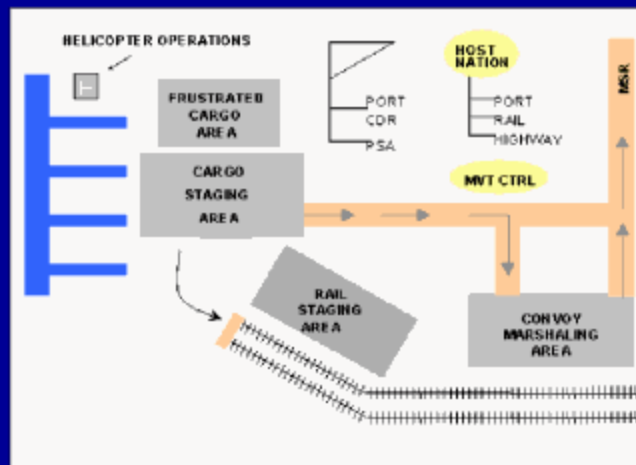 HELICOPTER OPERATIONS
H
FRUSTRATED
CARGO
AREA
CARGO
STAGING
AREA
PORT
CDR
PSA
HOST
NATION
PORT
RAIL
HIGHWAY
MVT CTRL
MSR
RAIL
STAGING
AREA
CONVOY
MARSHALING
AREA